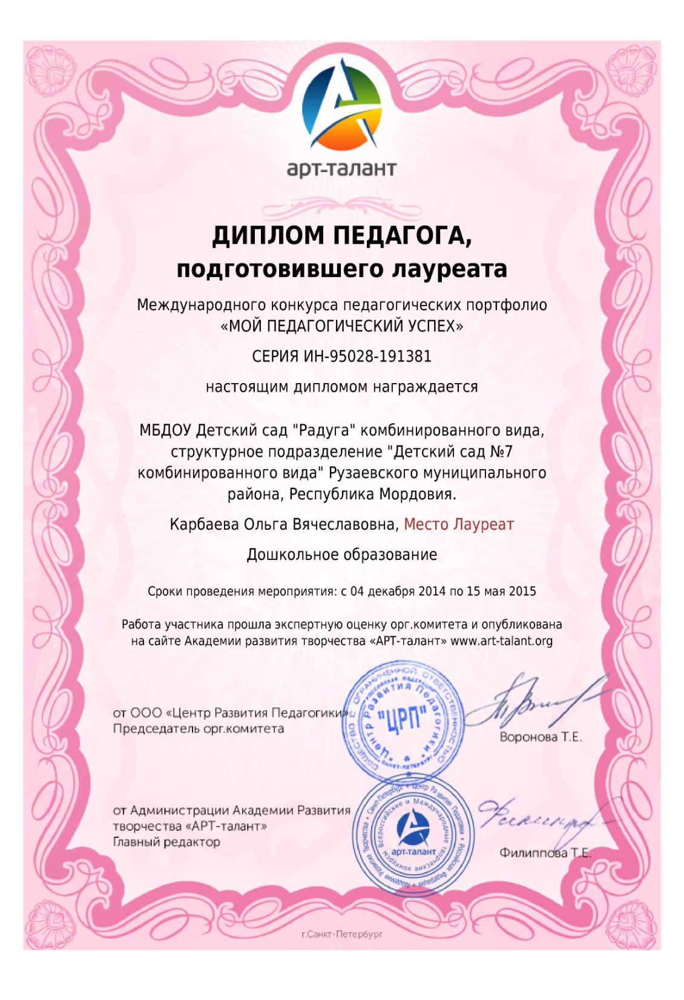 арт-талант
ДИПЛОМ ПЕДАГОГА,
подготовившего лауреата
Международного конкурса педагогических портфолио
«МОЙ ПЕДАГОГИЧЕСКИЙ УСПЕХ»
СЕРИЯ ИН-95028-191381
настоящим дипломом награждается
МБДОУ Детский сад "Радуга" комбинированного вида,
структурное подразделение "Детский сад №7
комбинированного вида" Рузаевского муниципального
района, Республика Мордовия.
Карбаева Ольга Вячеславовна, Место Лауреат
Дошкольное образование
Сроки проведения мероприятия: с 04 декабря 2014 по 15 мая 2015
Работа участника прошла экспертную оценку орг.комитета и опубликована
на сайте Академии развития творчества «АРТ-талант» www.art-talant.org
ОБЩЕСТВО С ОГРАНИЧЕННОЙ ОТВЕТСТВЕННОСТЬЮ
РОССИЙСКАЯ ФЕДЕРАЦИЯ
Центр Развития Педагогики
"ЦРП"
САНКТ-ПЕТЕРБУРГ
от ООО «Центр Развития Педагогики»
Председатель орг.комитета
Воронова Т.Е.
Академия Развития Творчества * Санкт-Петербург * Центр Развития Педагогики * Российская Федерация *
Всероссийские и Международные творческие конкурсы
арт-талант
от Администрации Академии Развития
творчества «АРТ-талант»
Главный редактор
Филиппова Т.Е.
г.Санкт-Петербург